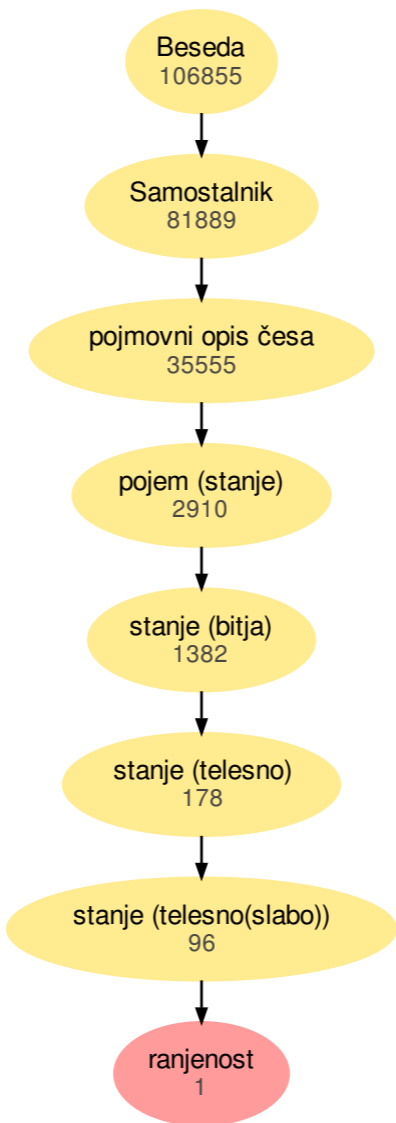 Beseda
106855
Samostalnik
81889
pojmovni opis česa
35555
pojem (stanje)
2910
stanje (bitja)
1382
stanje (telesno)
178
stanje (telesno(slabo))
96
ranjenost
1